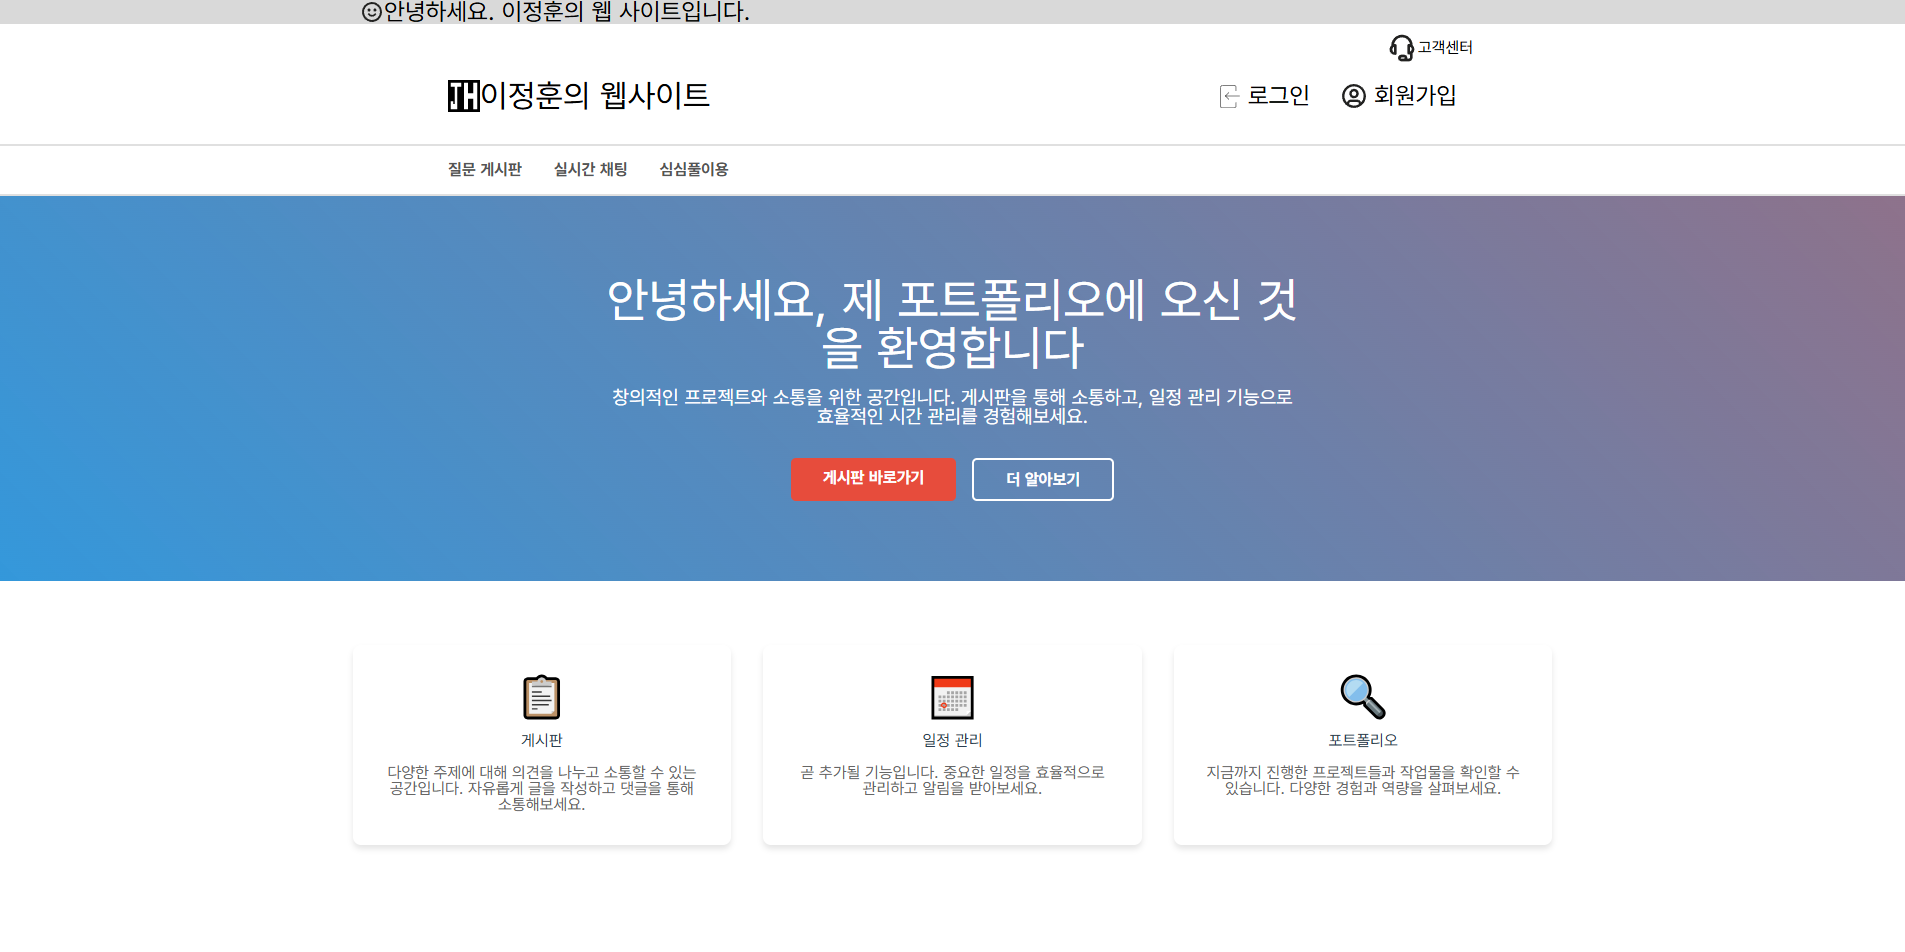 안녕하세요. 이정훈의 웹 사이트입니다.
고객센터
JH이정훈의 웹사이트
로그인 회원가입
질문 게시판 실시간 채팅 심심풀이용
안녕하세요, 제 포트폴리오에 오신 것
을 환영합니다
창의적인 프로젝트와 소통을 위한 공간입니다. 게시판을 통해 소통하고, 일정 관리 기능으로
효율적인 시간 관리를 경험해보세요.
게시판 바로가기 더 알아보기
게시판
다양한 주제에 대해 의견을 나누고 소통할 수 있는
공간입니다. 자유롭게 글을 작성하고 댓글을 통해
소통해보세요.
일정 관리
곧 추가될 기능입니다. 중요한 일정을 효율적으로
관리하고 알림을 받아보세요.
포트폴리오
지금까지 진행한 프로젝트들과 작업물을 확인할 수
있습니다. 다양한 경험과 역량을 살펴보세요.